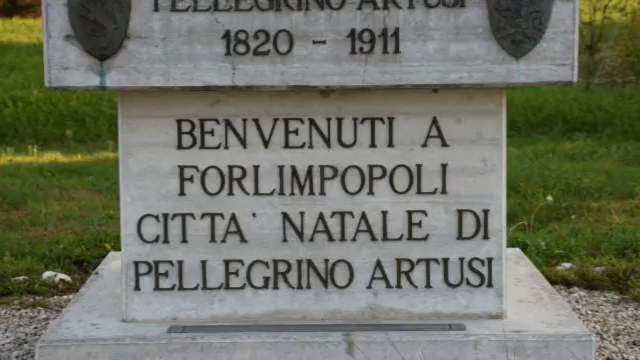 PELLEGRINO ARTUSI
1820 - 1911
BENVENUTI A
FORLIMPOPOLI
CITTA' NATALE DI
PELLEGRINO ARTUSI